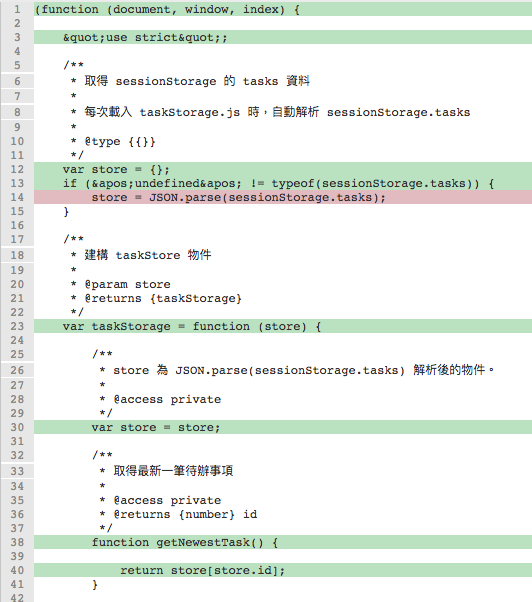 1 (function (document, window, index) {
2
3 &quot;use strict&quot;;
4
5 /**
6 * 取得 sessionStorage 的 tasks 資料
7 *
8 * 每次載入 taskStorage.js 時，自動解析 sessionStorage.tasks
9 *
10 * @type {{}}
11 */
12 var store = {};
13 if (&apos;undefined&apos; != typeof(sessionStorage.tasks)) {
14 store = JSON.parse(sessionStorage.tasks);
15 }
16
17 /**
18 * 建構 taskStore 物件
19 *
20 * @param store
21 * @returns {taskStorage}
22 */
23 var taskStorage = function (store) {
24
25 /**
26 * store 為 JSON.parse(sessionStorage.tasks) 解析後的物件。
27 *
28 * @access private
29 */
30 var store = store;
31
32 /**
33 * 取得最新一筆待辦事項
34 *
35 * @access private
36 * @returns {number} id
37 */
38 function getNewestTask() {
39
40 return store[store.id];
41 }
42